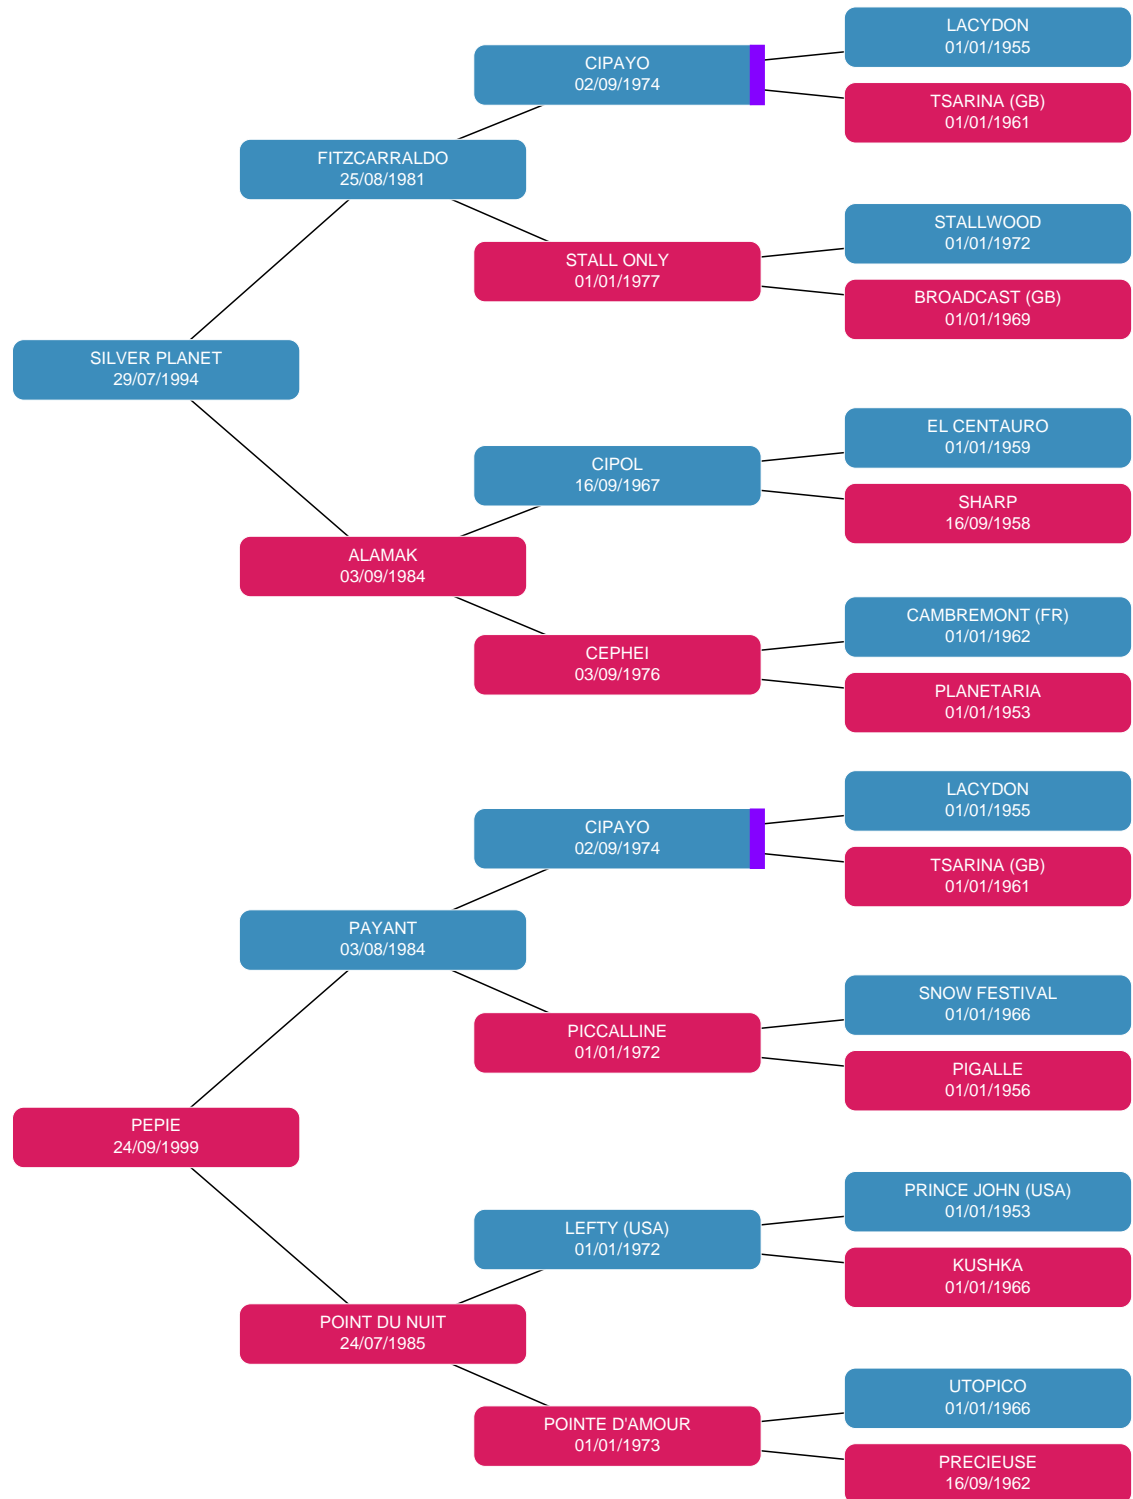 LACYDON
01/01/1955
CIPAYO
02/09/1974
TSARINA (GB)
01/01/1961
FITZCARRALDO
25/08/1981
STALLWOOD
01/01/1972
STALL ONLY
01/01/1977
BROADCAST (GB)
01/01/1969
SILVER PLANET
29/07/1994
EL CENTAURO
01/01/1959
CIPOL
16/09/1967
SHARP
16/09/1958
ALAMAK
03/09/1984
CAMBREMONT (FR)
01/01/1962
CEPHEI
03/09/1976
PLANETARIA
01/01/1953
LACYDON
01/01/1955
CIPAYO
02/09/1974
TSARINA (GB)
01/01/1961
PAYANT
03/08/1984
SNOW FESTIVAL
01/01/1966
PICCALLINE
01/01/1972
PIGALLE
01/01/1956
PEPIE
24/09/1999
PRINCE JOHN (USA)
01/01/1953
LEFTY (USA)
01/01/1972
KUSHKA
01/01/1966
POINT DU NUIT
24/07/1985
UTOPICO
01/01/1966
POINTE D'AMOUR
01/01/1973
PRECIEUSE
16/09/1962